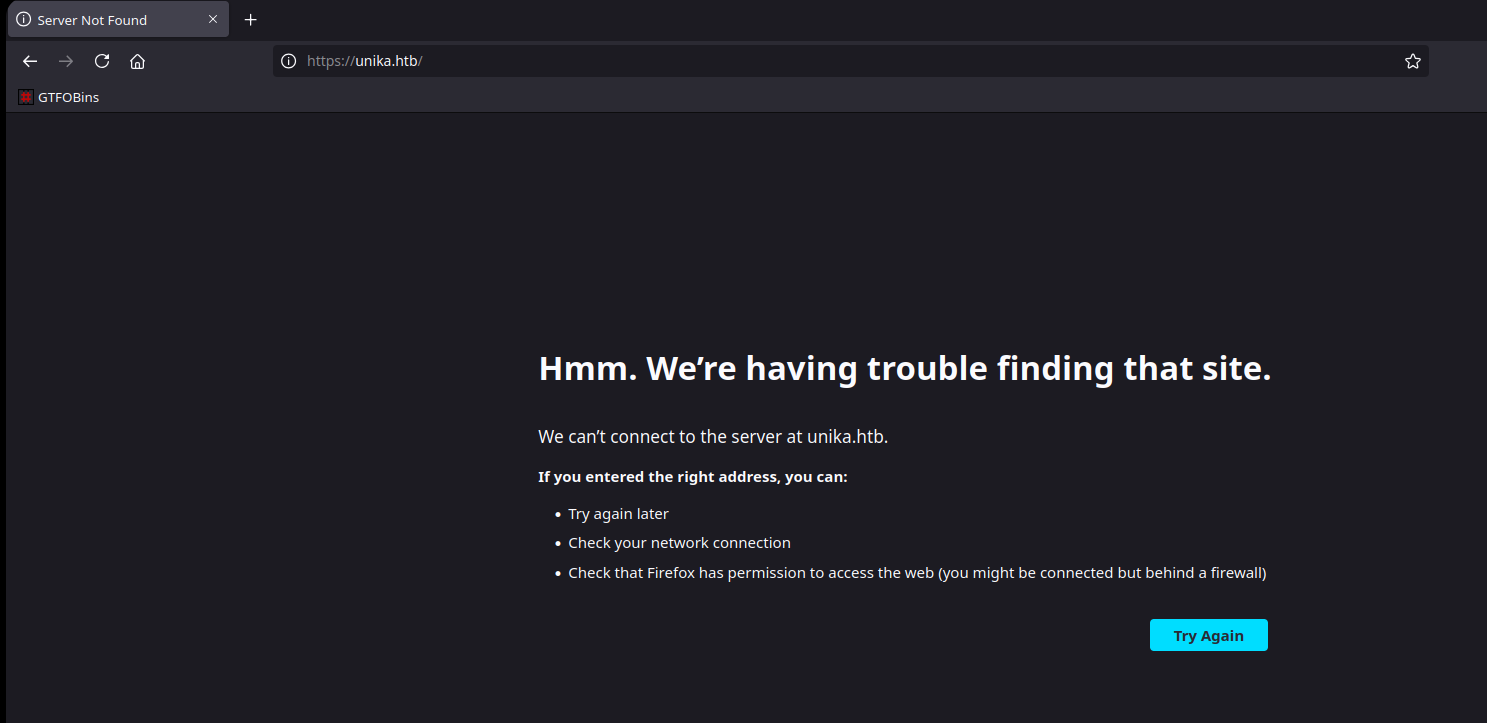 Server Not Found
https://unika.htb/
GTFOBins
Hmm. We’re having trouble finding that site.
We can’t connect to the server at unika.htb.
If you entered the right address, you can:
Try again later
Check your network connection
Check that Firefox has permission to access the web (you might be connected but behind a firewall)
Try Again